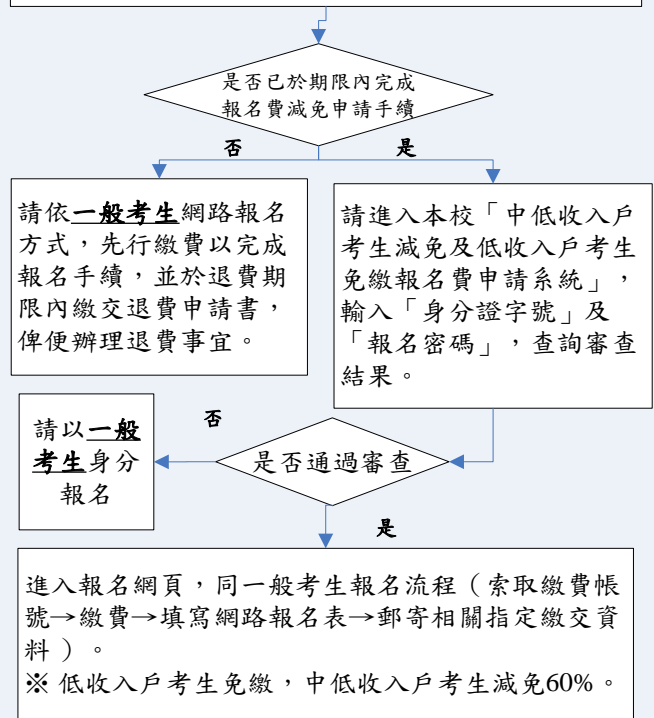 是否已於期限內完成
報名費減免申請手續
否
是
請依一般考生網路報名
方式，先行繳費以完成
報名手續，並於退費期
限內繳交退費申請書，
俾便辦理退費事宜。
請進入本校「中低收入戶
考生減免及低收入戶考生
免繳報名費申請系統」，
輸入「身分證字號」及
「報名密碼」，查詢審查
結果。
請以一般
考生身分
報名
否
是否通過審查
是
進入報名網頁，同一般考生報名流程（索取繳費帳
號→繳費→填寫網路報名表→郵寄相關指定繳交資
料）。
※低收入戶考生免繳，中低收入戶考生減免60%。